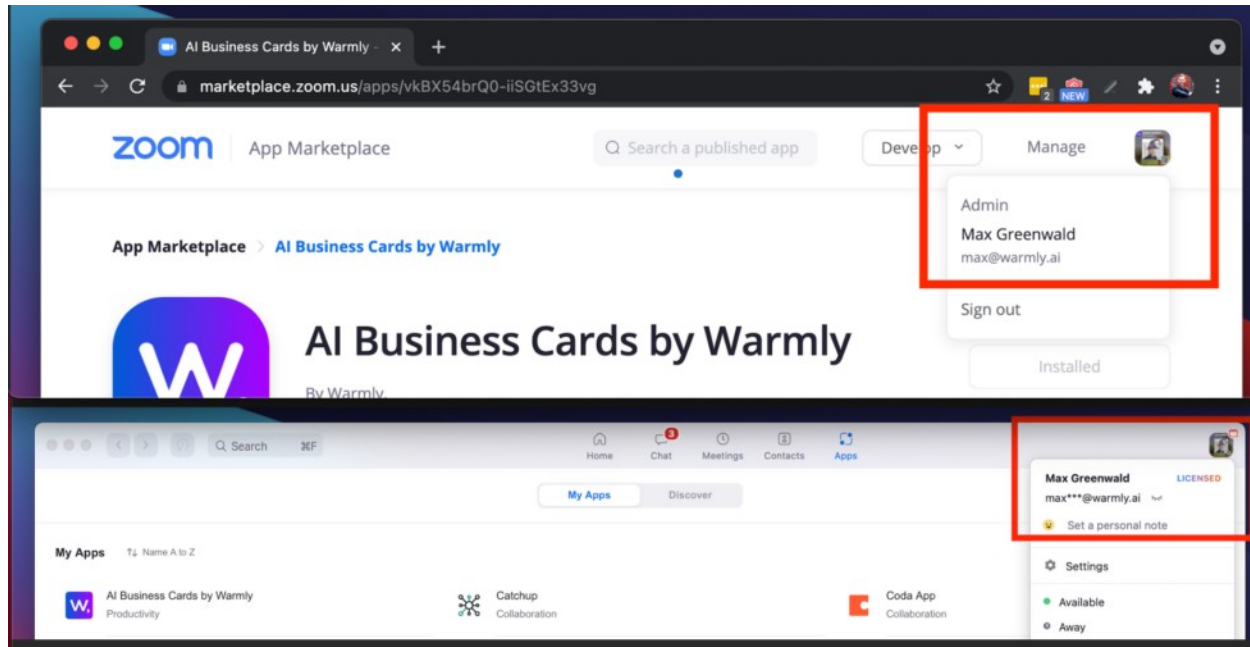 AI Business Cards by Warmly -
marketplace.zoom.us/apps/vkBX54brQ0-iiSGtEx33vg
2
NEW
zoom
App Marketplace
Search a published app
Develop
Manage
Admin
Max Greenwald
max@warmly.ai
Sign out
App Marketplace > AI Business Cards by Warmly
W.
AI Business Cards by Warmly
By Warmly.
Installed
Search ⌘F
Home
3
Chat
Meetings
Contacts
Apps
My Apps
Discover
Max Greenwald LICENSED
max***@warmly.ai
Set a personal note
My Apps
Name A to Z
Settings
W.
AI Business Cards by Warmly
Productivity
Catchup
Collaboration
Coda App
Collaboration
Available
Away